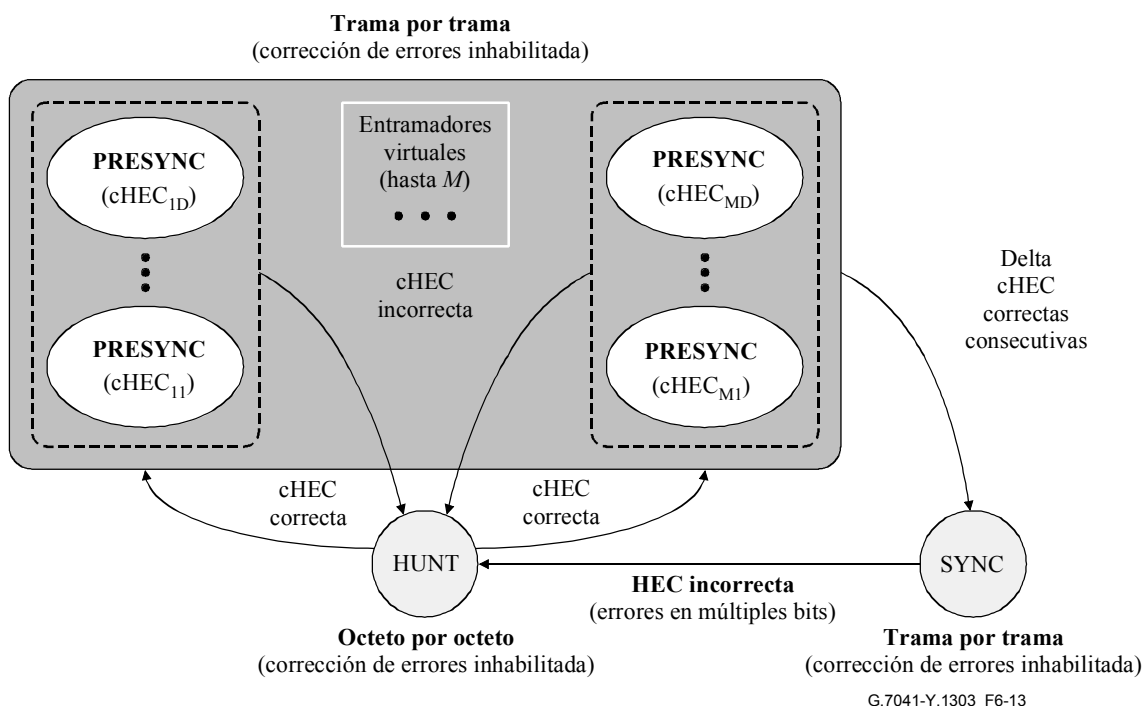 Trama por trama
(corrección de errores inhabilitada)
Entramadores
virtuales
(hasta M)
PRESYNC
(cHEC1D)
PRESYNC
(cHECMD)
cHEC
incorrecta
PRESYNC
(cHEC11)
PRESYNC
(cHECM1)
Delta
cHEC
correctas
consecutivas
cHEC
correcta
cHEC
correcta
HUNT
SYNC
HEC incorrecta
(errores en múltiples bits)
Octeto por octeto
(corrección de errores inhabilitada)
Trama por trama
(corrección de errores inhabilitada)
G.7041-Y.1303_F6-13